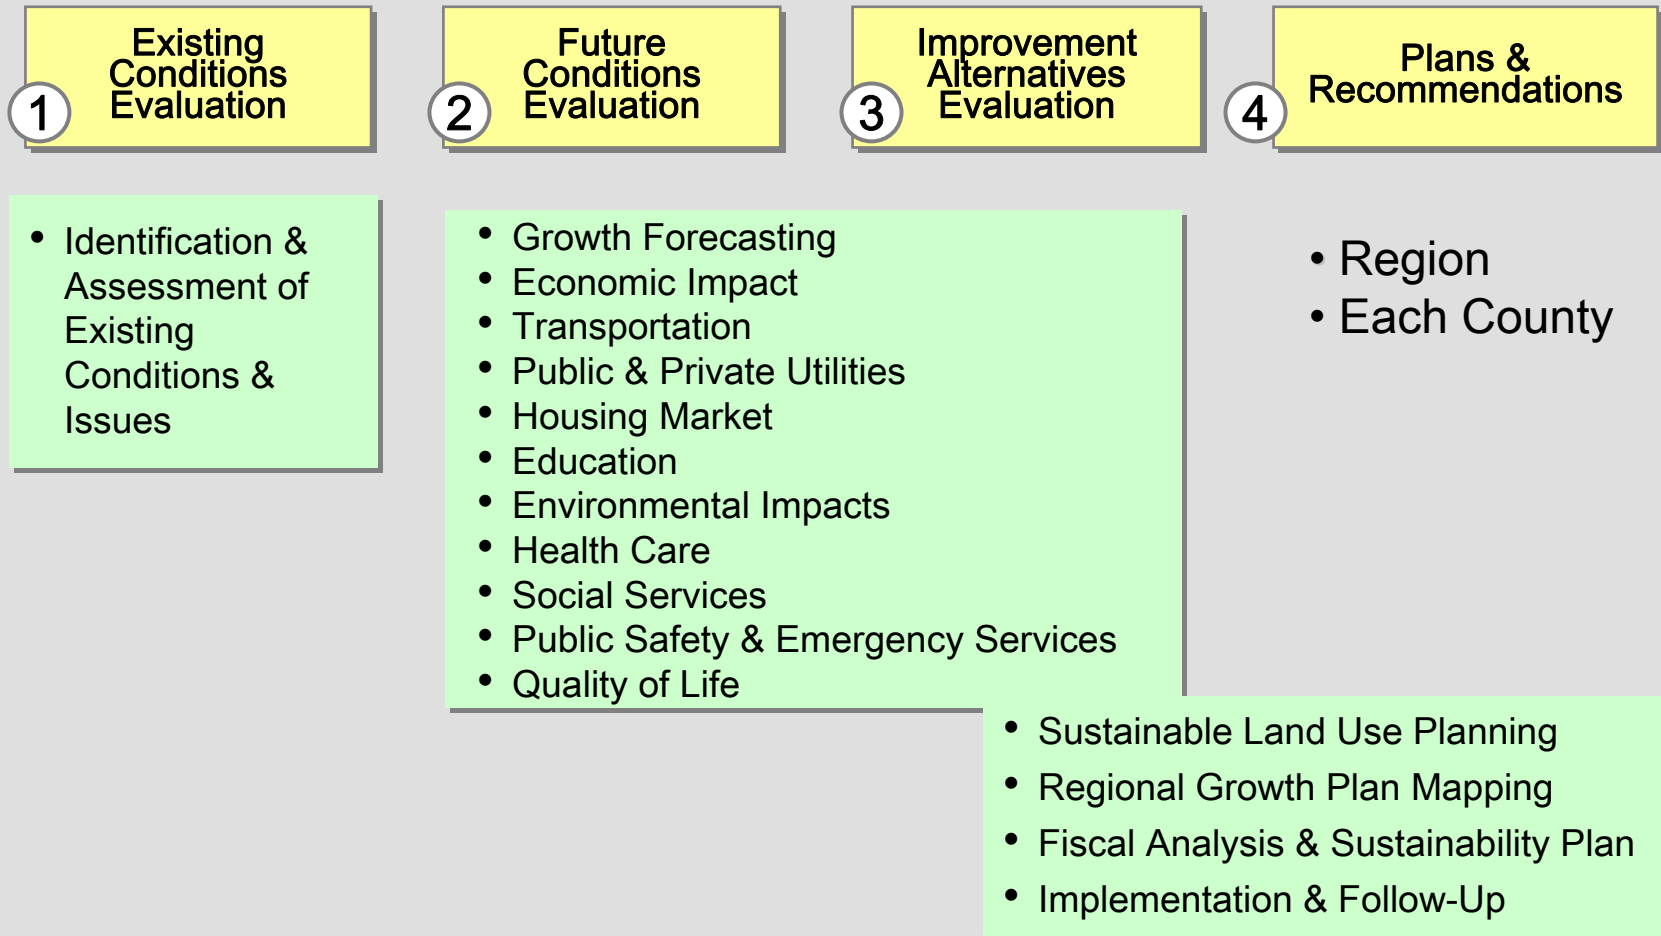 Existing
Conditions
Evaluation
1
Future
Conditions
Evaluation
2
Improvement
Alternatives
Evaluation
3
Plans &
Recommendations
4
• Identification &
Assessment of
Existing
Conditions &
Issues
• Growth Forecasting
• Economic Impact
• Transportation
• Public & Private Utilities
• Housing Market
• Education
• Environmental Impacts
• Health Care
• Social Services
• Public Safety & Emergency Services
• Quality of Life
• Region
• Each County
• Sustainable Land Use Planning
• Regional Growth Plan Mapping
• Fiscal Analysis & Sustainability Plan
• Implementation & Follow-Up